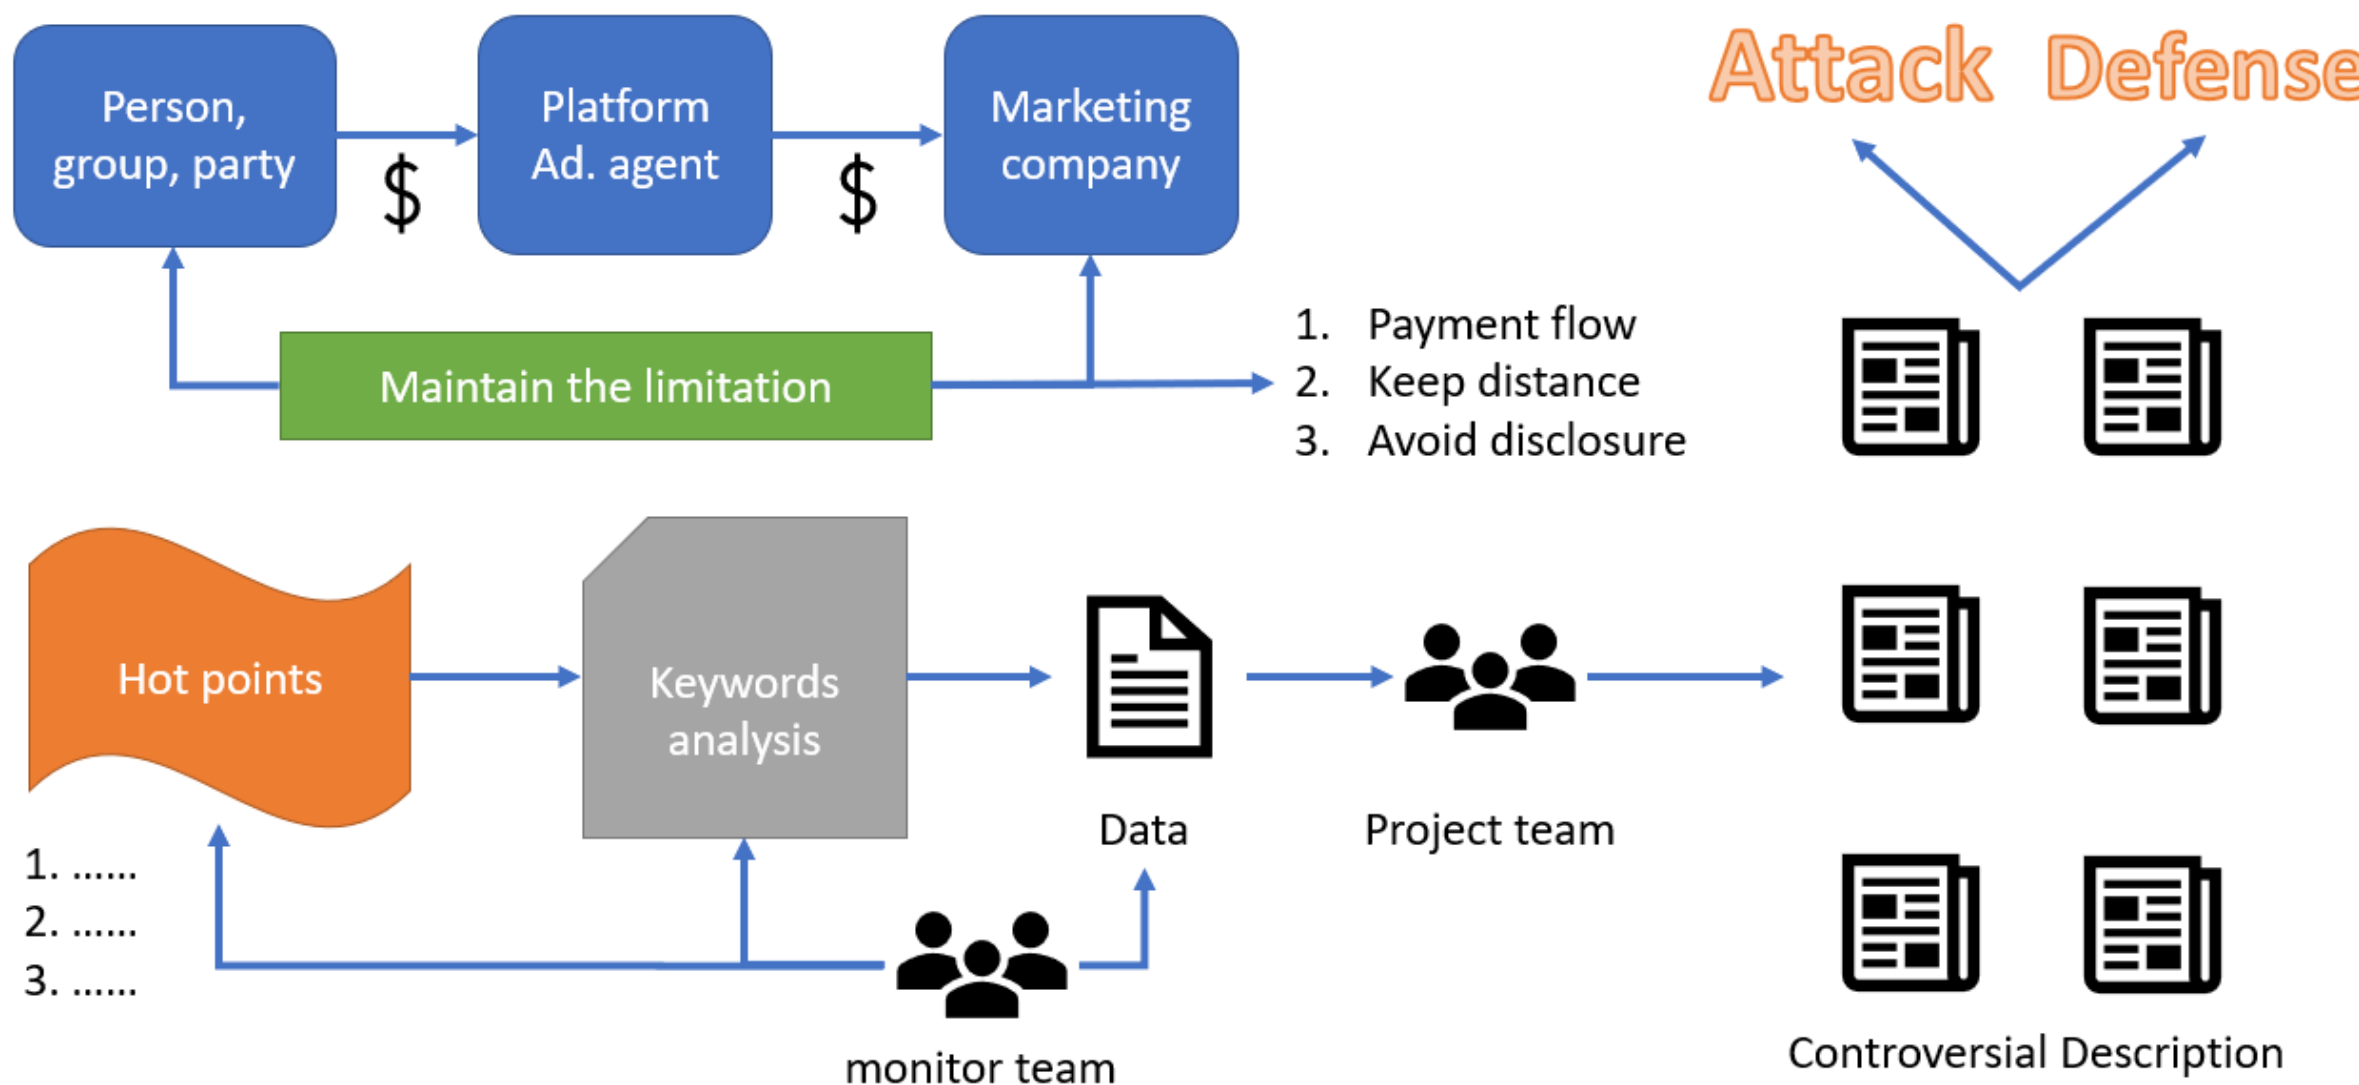 Person,
group, party
$
Platform
Ad. agent
$
Marketing
company
Attack Defense
Maintain the limitation
1. Payment flow
2. Keep distance
3. Avoid disclosure
Hot points
1. ......
2. ......
3. ......
Keywords
analysis
Data
Project team
monitor team
Controversial Description